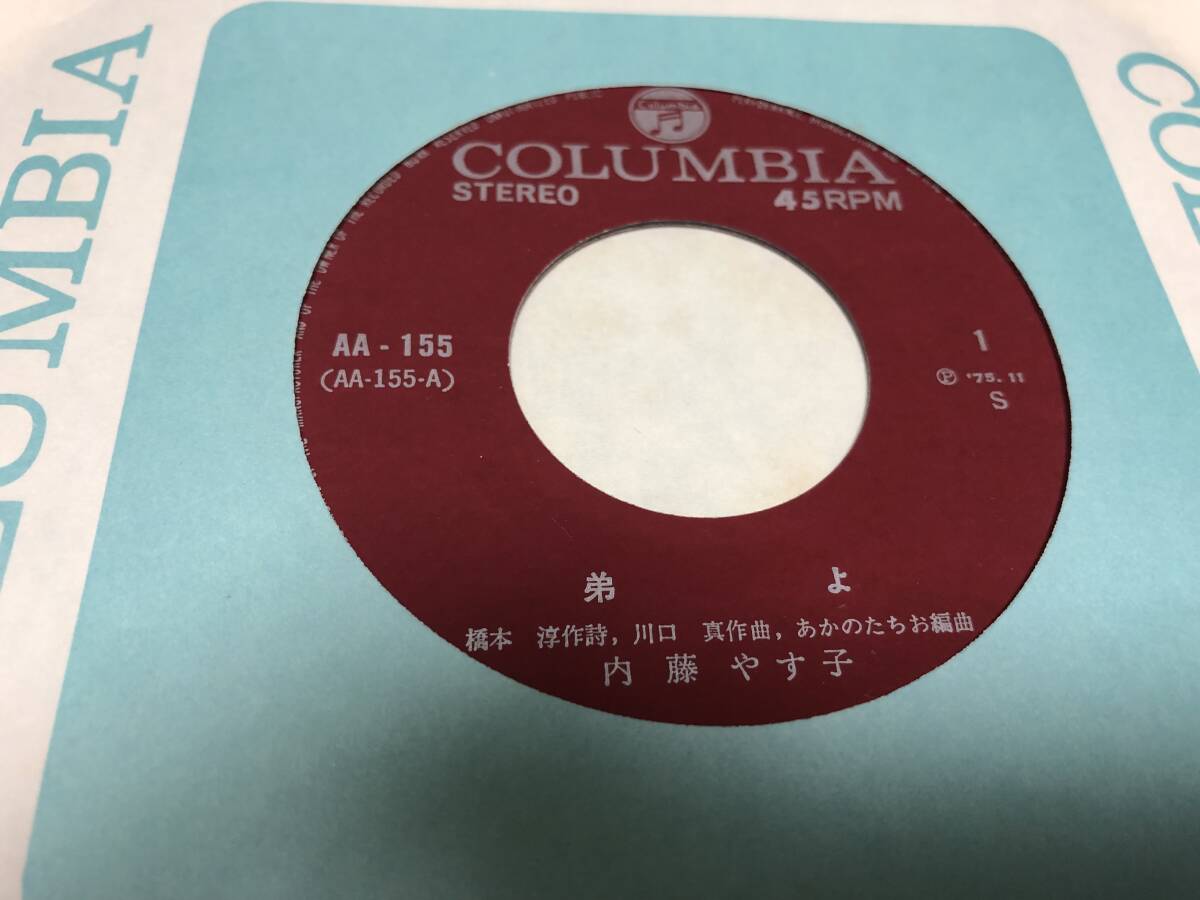 COLUMBIA
Columbia
COLUMBIA
STEREO 45RPM
AA-155
(AA-155-A)
1
Ⓟ '75.11
S
弟 よ
橋本 淳作詩, 川口 真作曲, あかのたちお編曲
内藤やす子